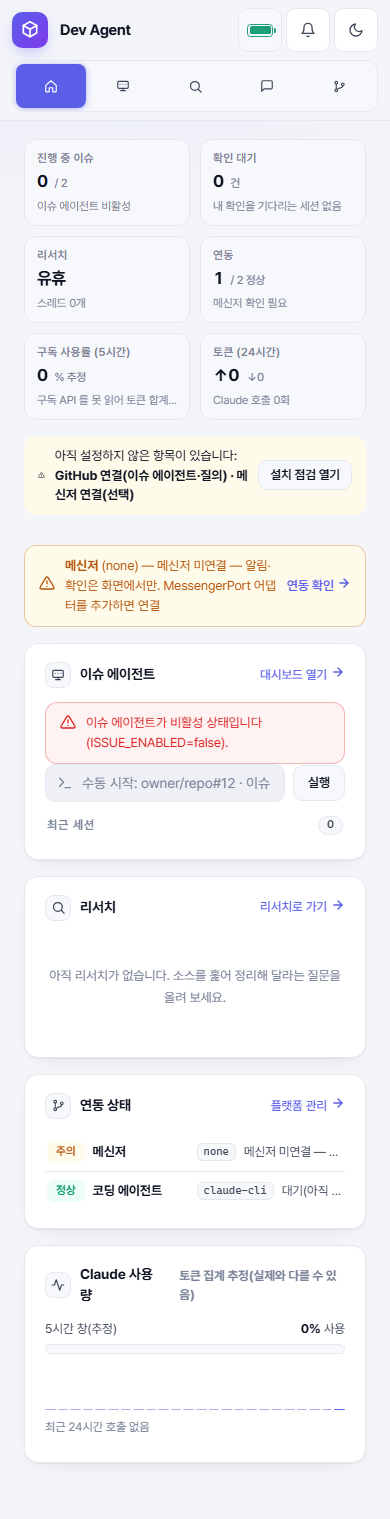 Dev Agent
진행 중 이슈
0 / 2
이슈 에이전트 비활성
확인 대기
0 건
내 확인을 기다리는 세션 없음
리서치
유휴
스레드 0개
연동
1 / 2 정상
메신저 확인 필요
구독 사용률 (5시간)
0 % 추정
구독 API 를 못 읽어 토큰 합계...
토큰 (24시간)
↑0 ↓0
Claude 호출 0회
아직 설정하지 않은 항목이 있습니다:
GitHub 연결(이슈 에이전트·질의) · 메
신저 연결(선택)
설치 점검 열기
메신저 (none) — 메신저 미연결 — 알림·
확인은 화면에서만. MessengerPort 어댑
터를 추가하면 연결
연동 확인 →
이슈 에이전트
대시보드 열기 →
이슈 에이전트가 비활성 상태입니다
(ISSUE_ENABLED=false).
수동 시작: owner/repo#12 · 이슈
실행
최근 세션
0
리서치
리서치로 가기 →
아직 리서치가 없습니다. 소스를 훑어 정리해 달라는 질문을
올려 보세요.
연동 상태
플랫폼 관리 →
주의 메신저 none 메신저 미연결 — ...
정상 코딩 에이전트 claude-cli 대기(아직 ...
Claude 사용
량
토큰 집계 추정(실제와 다를 수 있
음)
5시간 창(추정)
0% 사용
최근 24시간 호출 없음